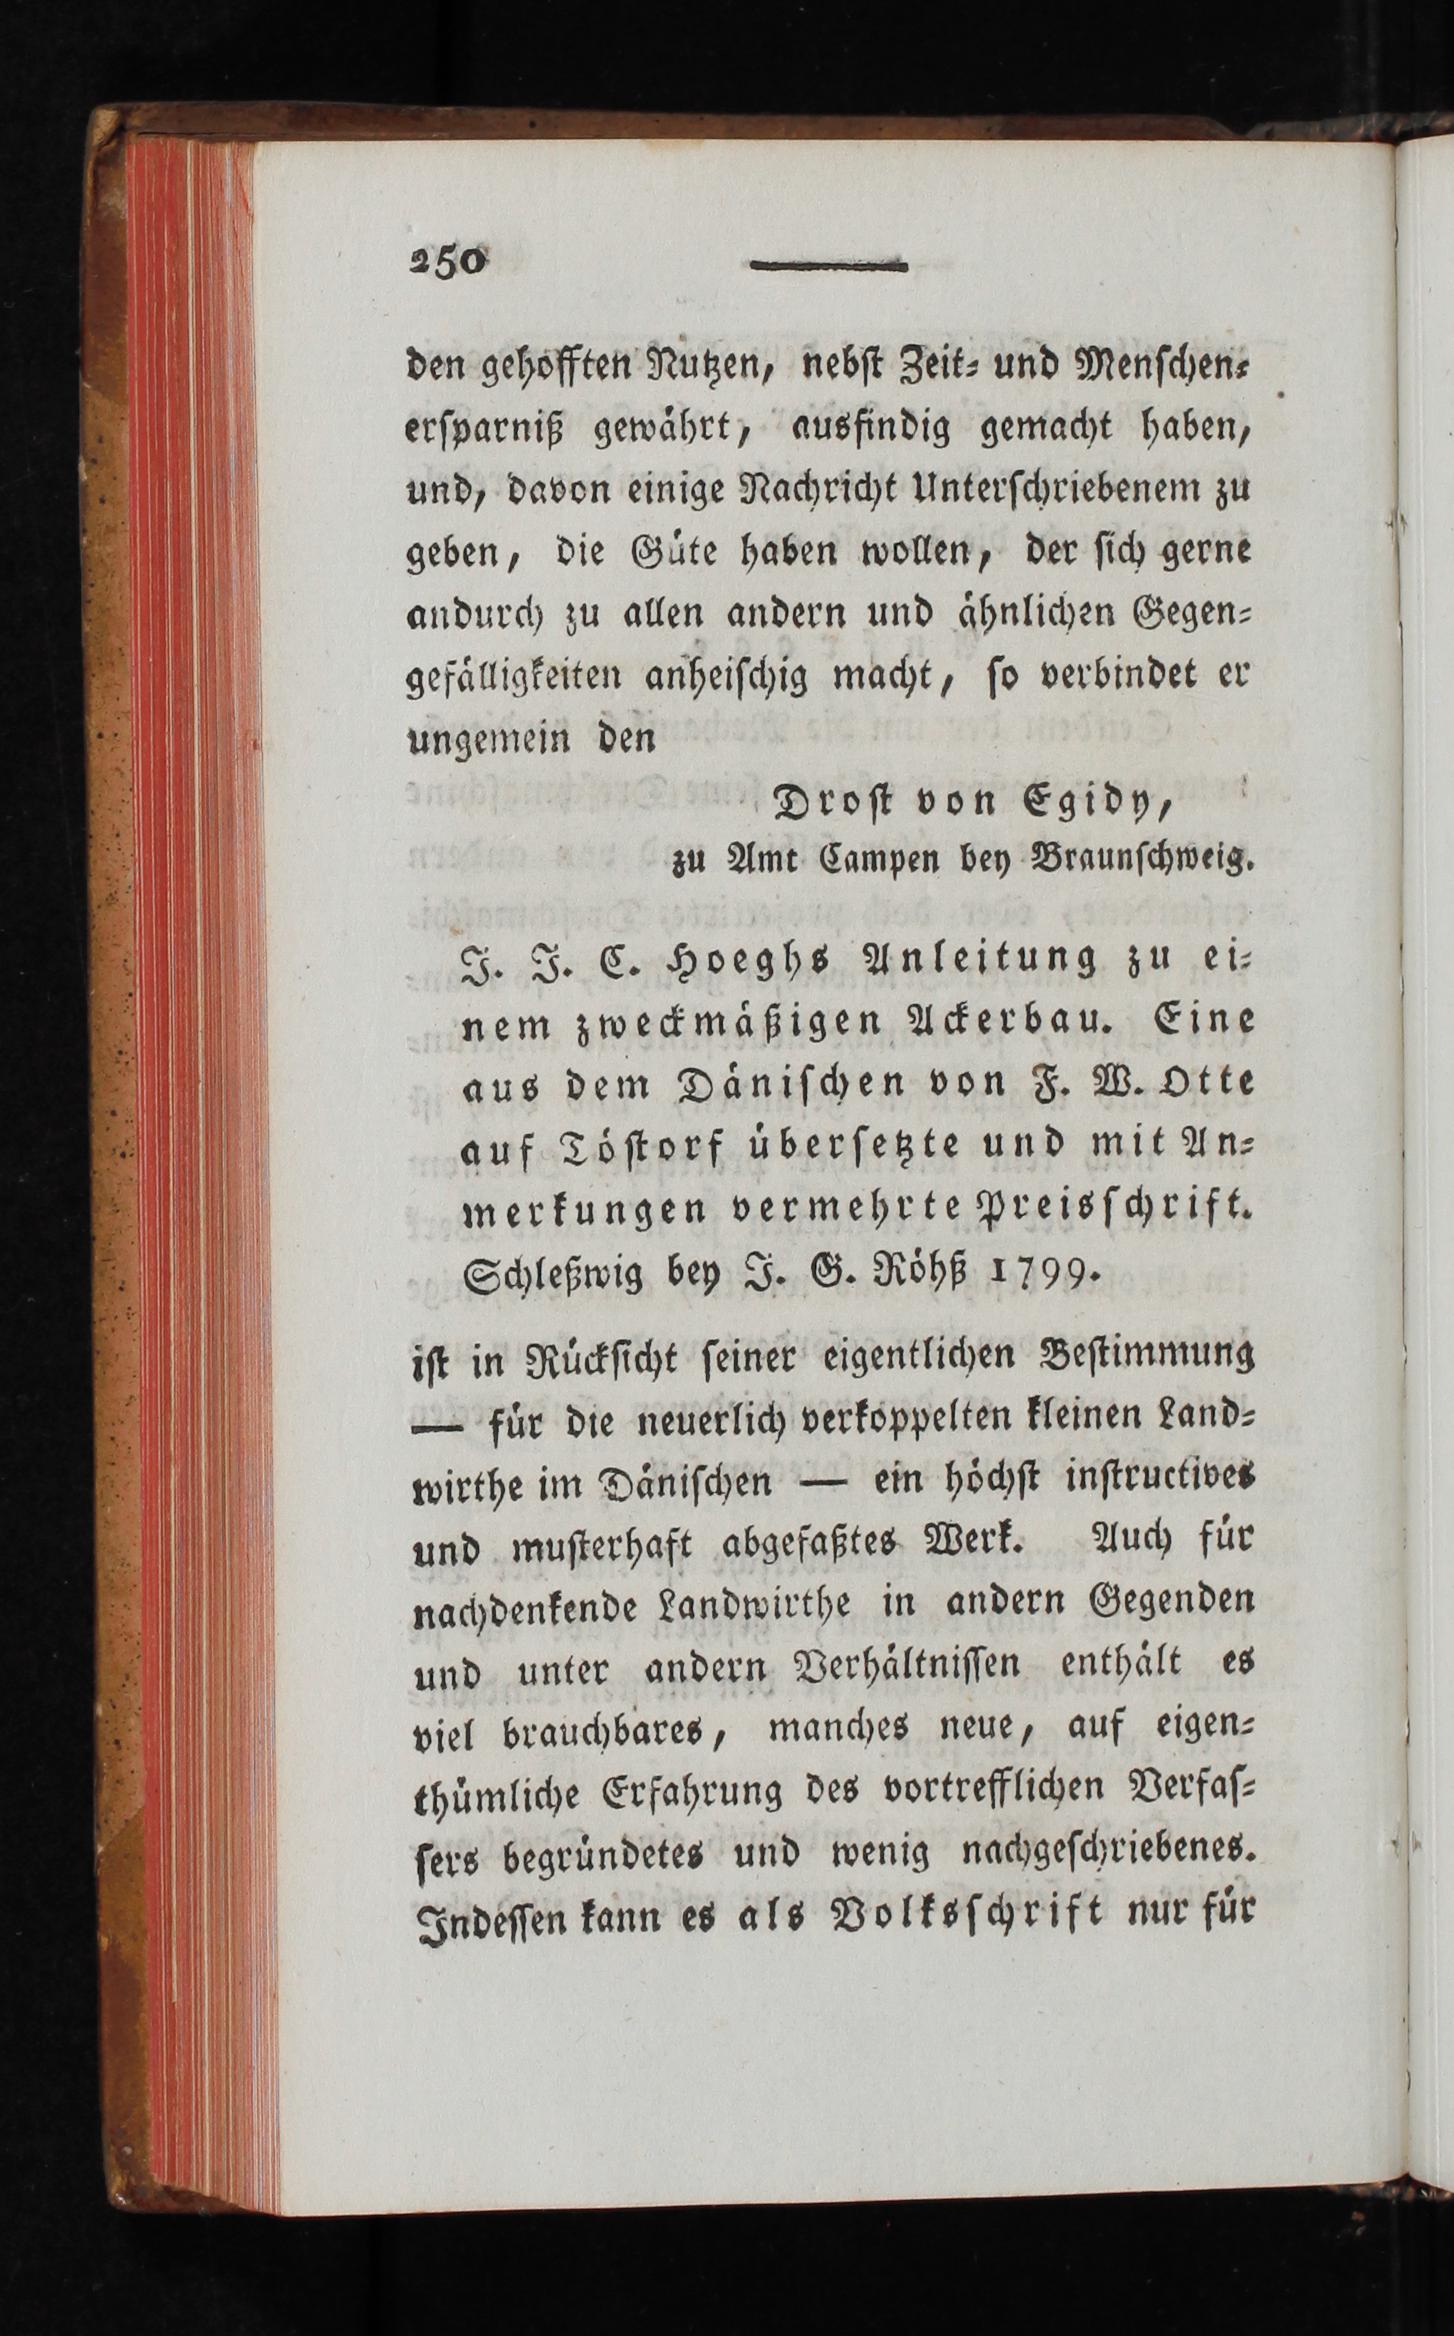 250
den gehofften Nutzen, nebſt Zeit- und Menſchen-
erſparniß gewährt, ausfindig gemacht haben,
und, davon einige Nachricht Unterſchriebenem zu
geben, die Güte haben wollen, der ſich gerne
andurch zu allen andern und ähnlichen Gegen-
gefälligkeiten anheiſchig macht, ſo verbindet er
ungemein den
Droſt von Egidy,
zu Amt Campen bey Braunſchweig.
J. J. C. Hoeghs Anleitung zu ei-
nem zweckmäßigen Ackerbau. Eine
aus dem Däniſchen von F. W. Otte
auf Töſtorf überſetzte und mit An-
merkungen vermehrte Preisſchrift.
Schleßwig bey J. G. Röhß 1799.
iſt in Rückſicht ſeiner eigentlichen Beſtimmung
— für die neuerlich verkoppelten kleinen Land-
wirthe im Däniſchen — ein höchſt inſtructives
und muſterhaft abgefaßtes Werk. Auch für
nachdenkende Landwirthe in andern Gegenden
und unter andern Verhältniſſen enthält es
viel brauchbares, manches neue, auf eigen-
thümliche Erfahrung des vortrefflichen Verfaſ-
ſers begründetes und wenig nachgeſchriebenes.
Indeſſen kann es als Volksſchrift nur für